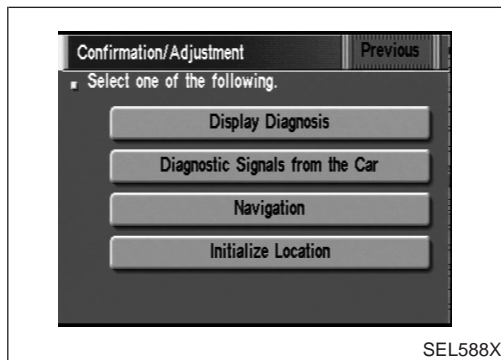 Confirmation/Adjustment Previous
Select one of the following.
Display Diagnosis
Diagnostic Signals from the Car
Navigation
Initialize Location
SEL588X